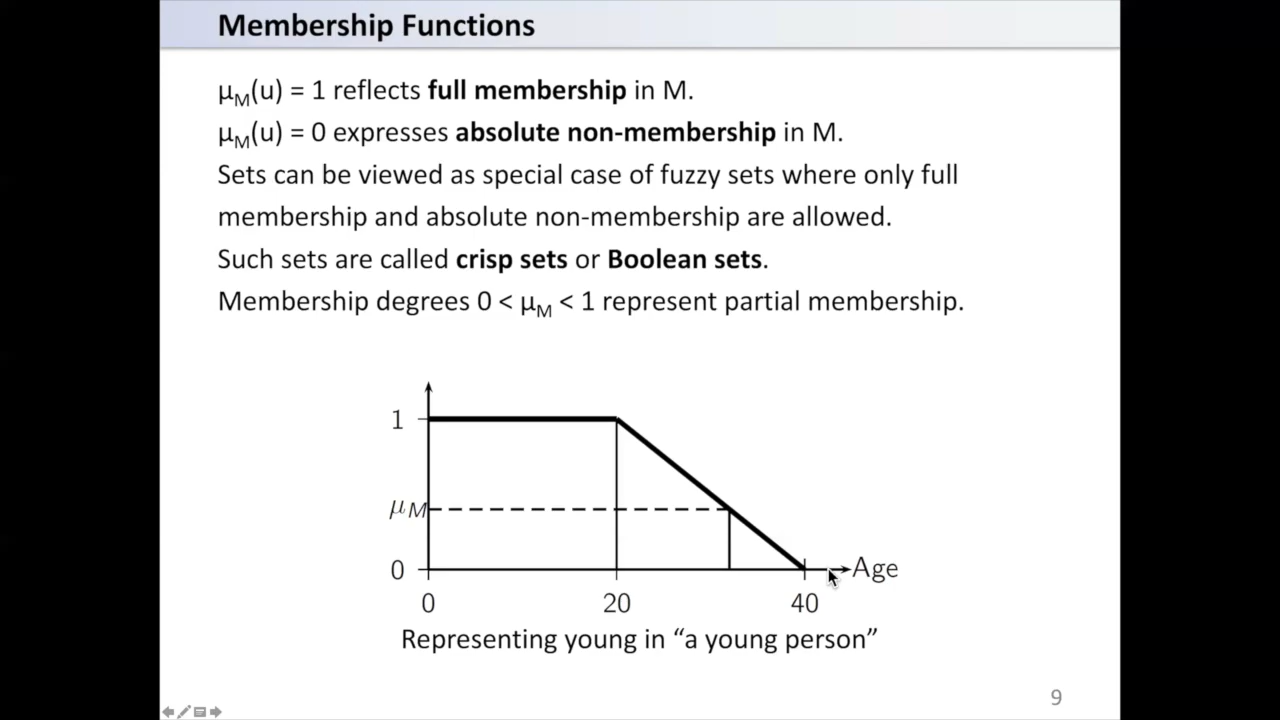 Membership Functions
μM(u) = 1 reflects full membership in M.
μM(u) = 0 expresses absolute non-membership in M.
Sets can be viewed as special case of fuzzy sets where only full
membership and absolute non-membership are allowed.
Such sets are called crisp sets or Boolean sets.
Membership degrees 0 < μM < 1 represent partial membership.
1
μM
0
Age
0 20 40
Representing young in “a young person”
9